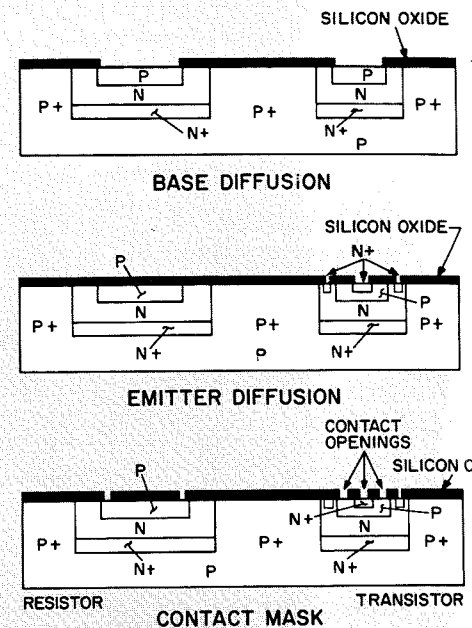 SILICON OXIDE
P+ P N N+ P+ P N N+ P+
P
BASE DIFFUSION
SILICON OXIDE
N+
P P
P+ N N+ P+ N N+ P+
P
EMITTER DIFFUSION
CONTACT OPENINGS
SILICON O
P N+ P
P+ N N+ P+ N N+ P+
P
RESISTOR TRANSISTOR
CONTACT MASK